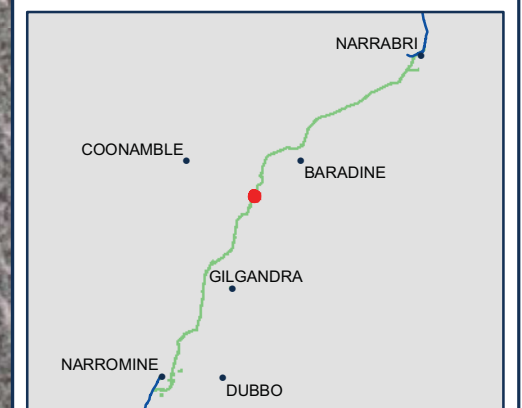 NARRABRI
COONAMBLE
BARADINE
GILGANDRA
NARROMINE
DUBBO